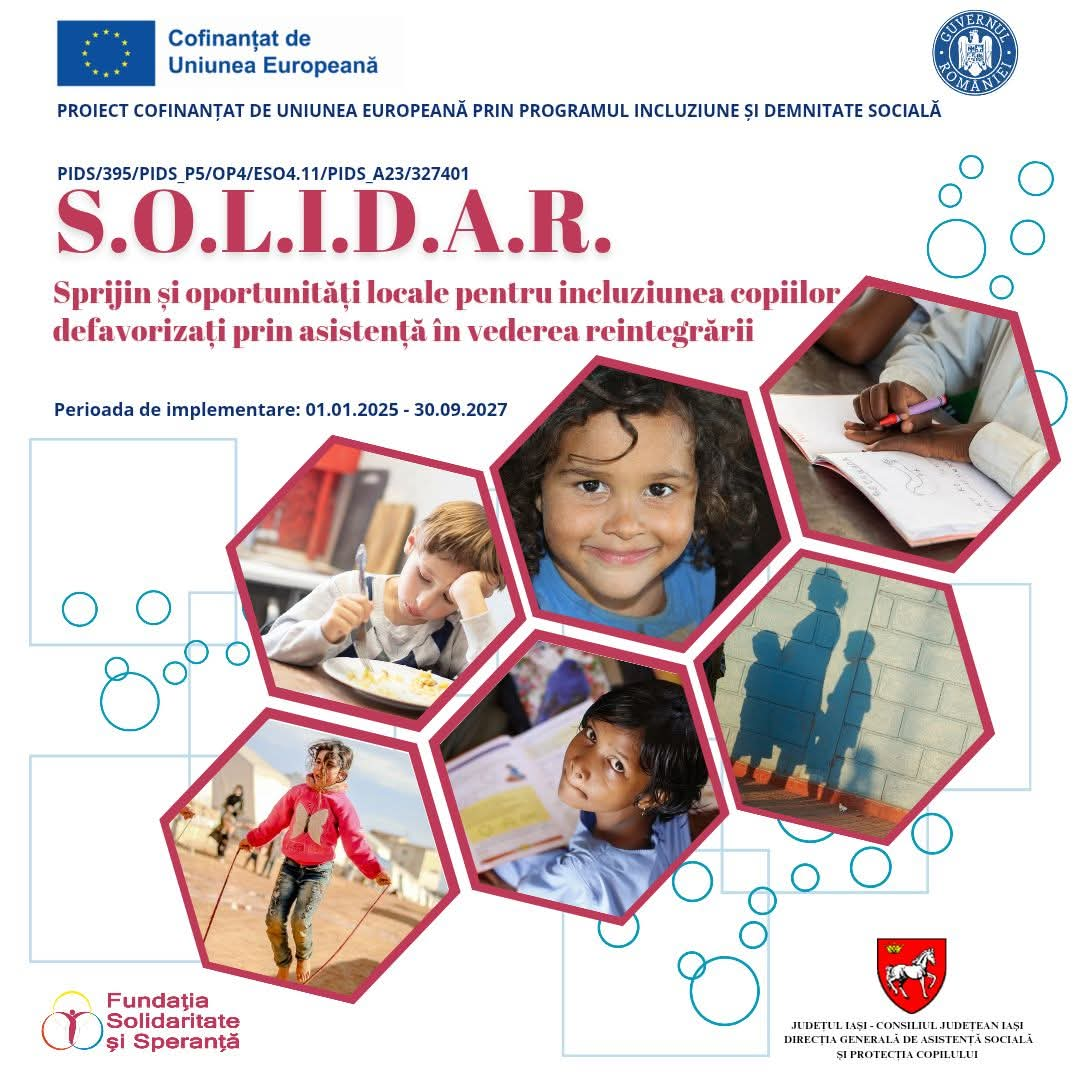 Cofinanțat de
Uniunea Europeană
GUVERNUL ROMÂNIEI
PROIECT COFINANȚAT DE UNIUNEA EUROPEANĂ PRIN PROGRAMUL INCLUZIUNE ȘI DEMNITATE SOCIALĂ
PIDS/395/PIDS_P5/OP4/ESO4.11/PIDS_A23/327401
S.O.L.I.D.A.R.
Sprijin și oportunități locale pentru incluziunea copiilor
defavorizați prin asistență în vederea reintegrării
Perioada de implementare: 01.01.2025 - 30.09.2027
Fundația
Solidaritate
și Speranță
JUDEȚUL IAȘI - CONSILIUL JUDEȚEAN IAȘI
DIRECȚIA GENERALĂ DE ASISTENȚĂ SOCIALĂ
ȘI PROTECȚIA COPILULUI